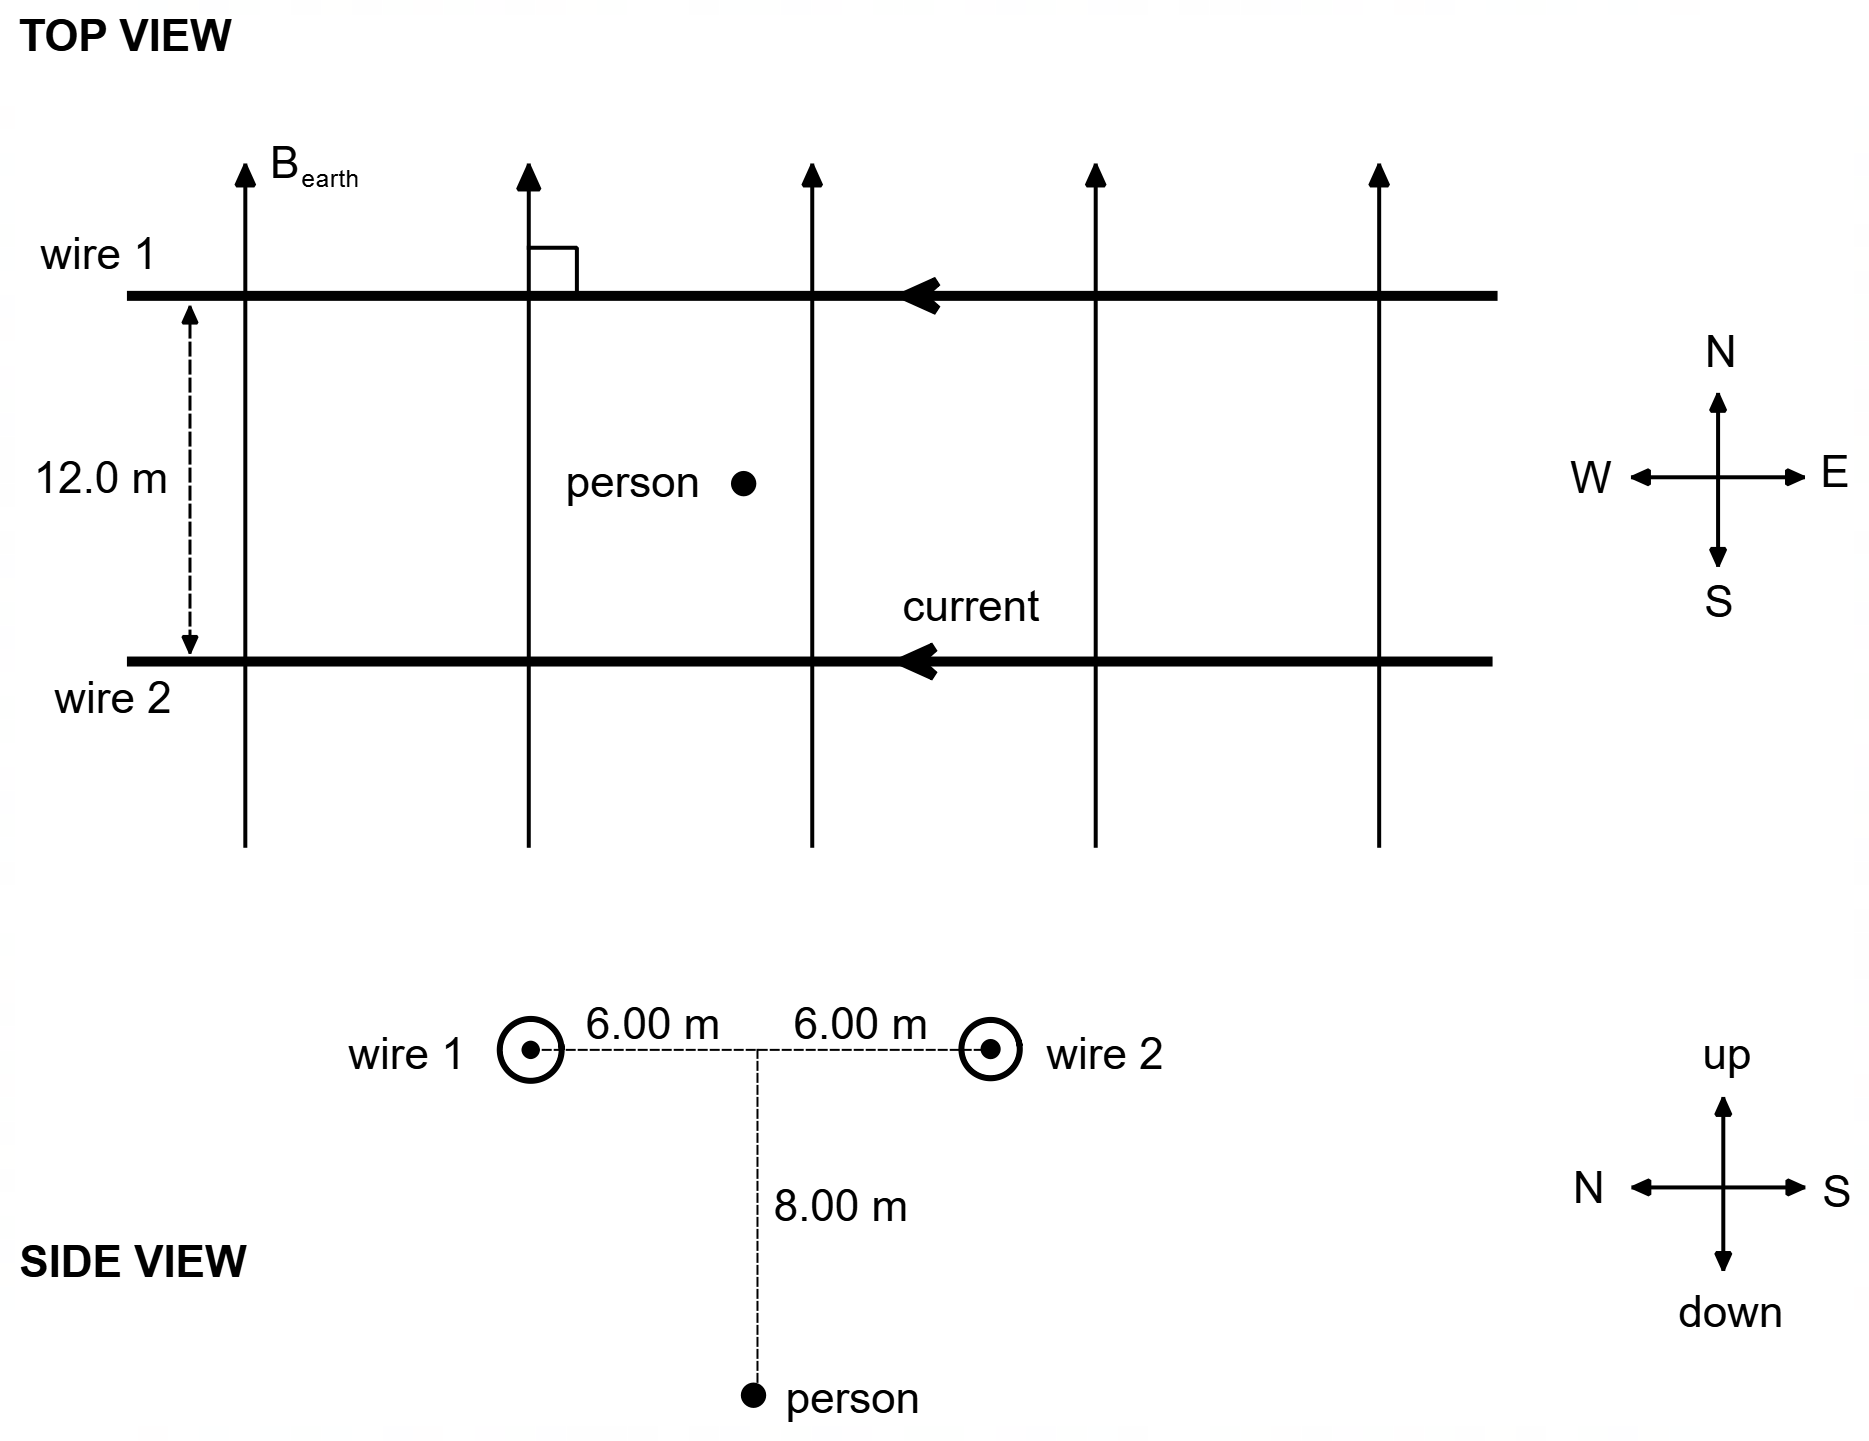 TOP VIEW
B earth
wire 1
N
W E
12.0 m
person
S
current
wire 2
6.00 m 6.00 m
wire 1 wire 2
up
N S
8.00 m
SIDE VIEW
down
person